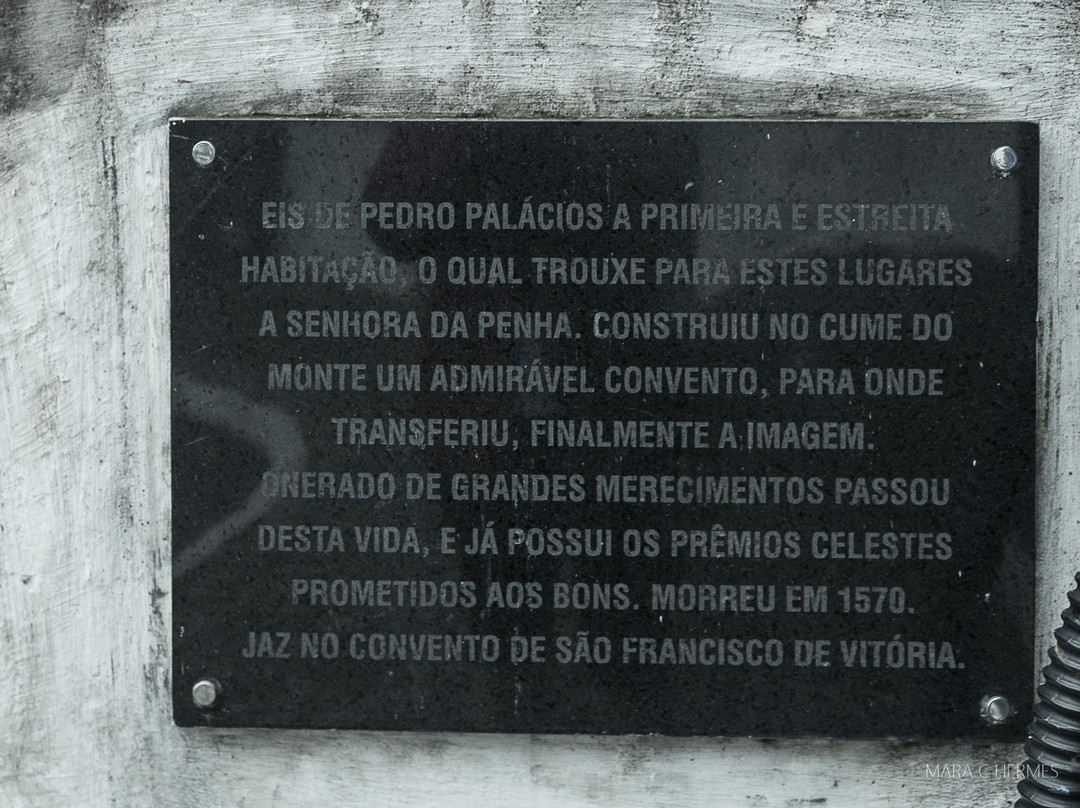 EIS DE PEDRO PALÁCIOS A PRIMEIRA E ESTREITA
HABITAÇÃO, O QUAL TROUXE PARA ESTES LUGARES
A SENHORA DA PENHA. CONSTRUIU NO CUME DO
MONTE UM ADMIRÁVEL CONVENTO, PARA ONDE
TRANSFERIU, FINALMENTE A IMAGEM.
ONERADO DE GRANDES MERECIMENTOS PASSOU
DESTA VIDA, E JÁ POSSUI OS PRÊMIOS CELESTES
PROMETIDOS AOS BONS. MORREU EM 1570.
JAZ NO CONVENTO DE SÃO FRANCISCO DE VITÓRIA.
MARA C HERMES